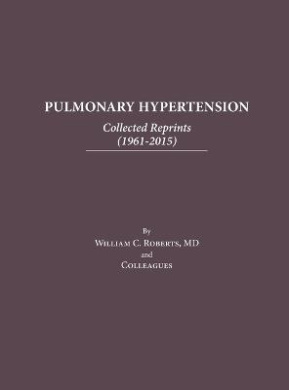 PULMONARY HYPERTENSION
Collected Reprints
(1961-2015)
By
William C. Roberts, MD
and
Colleagues